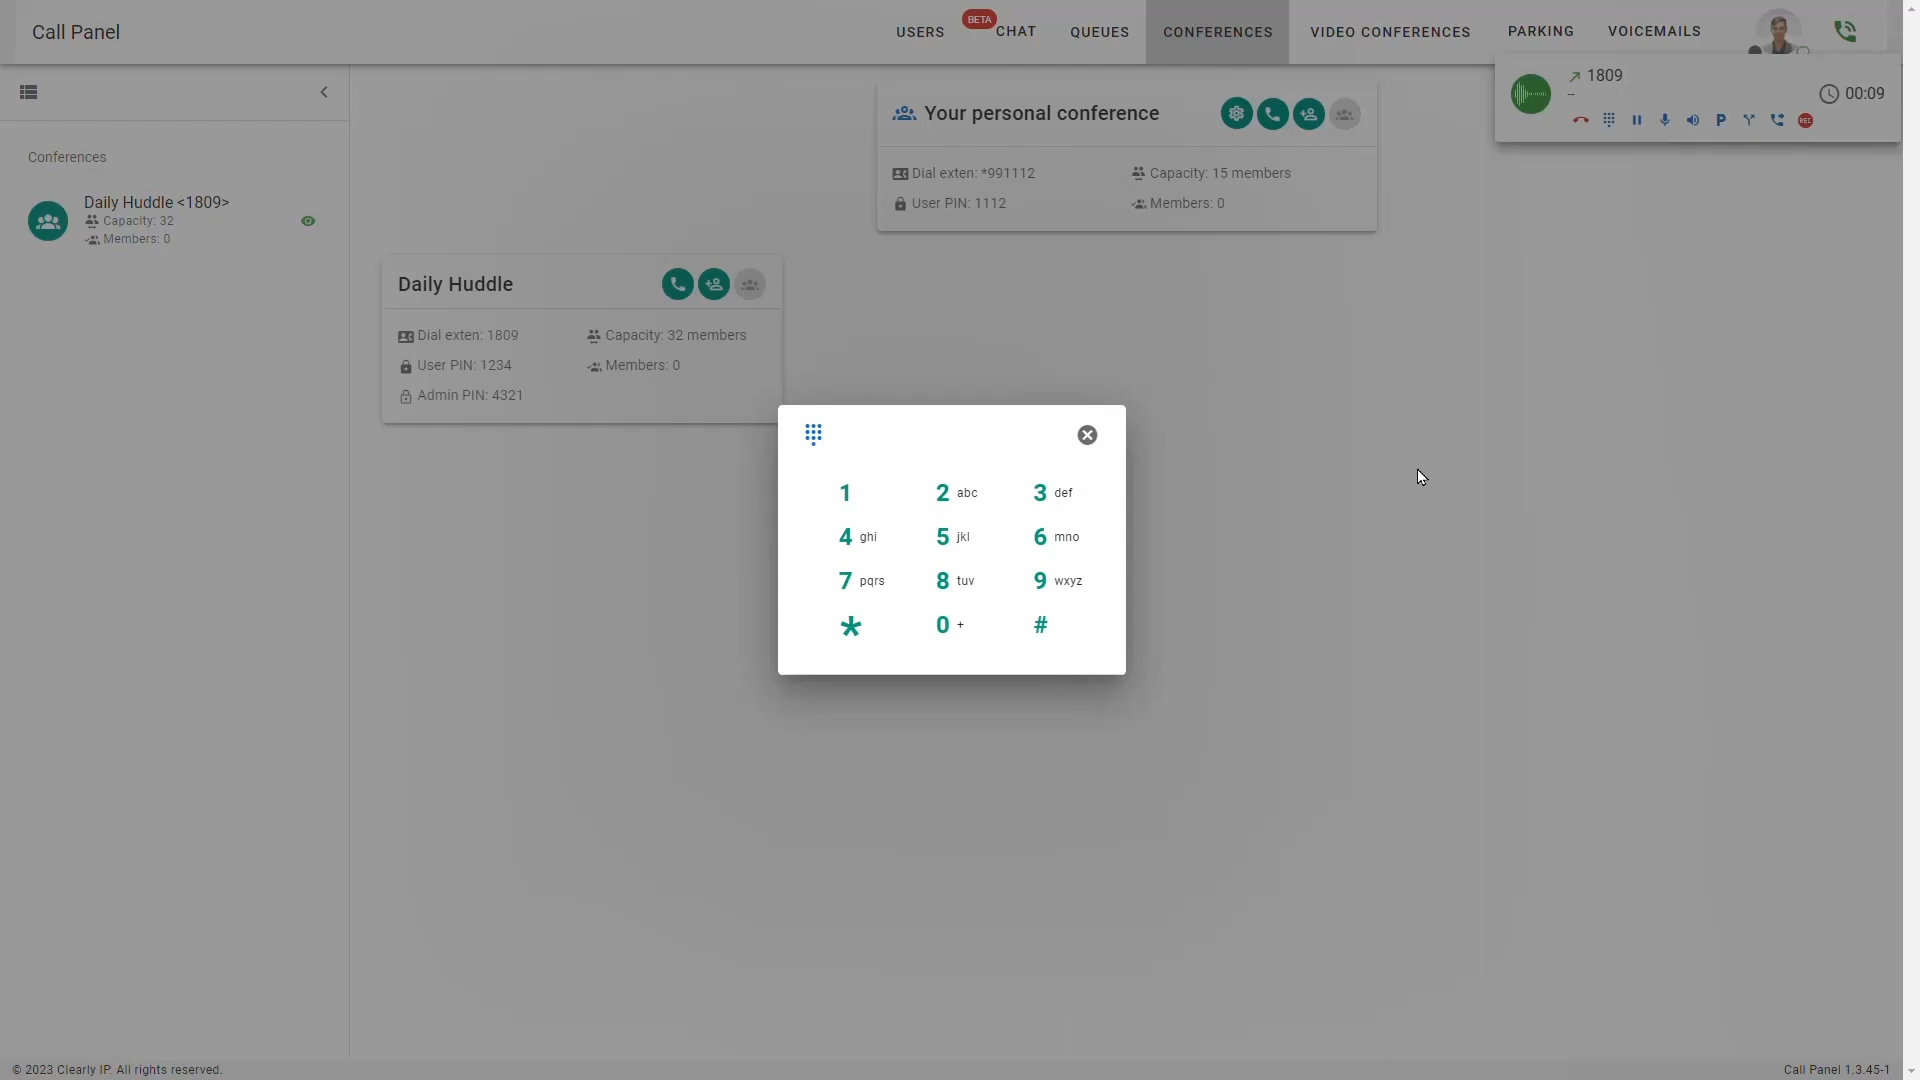 Call Panel
USERS
BETA
CHAT
QUEUES
CONFERENCES
VIDEO CONFERENCES
PARKING
VOICEMAILS
1809
--
00:09
P
REC
Conferences
Daily Huddle <1809>
Capacity: 32
Members: 0
Your personal conference
Dial exten: *991112
Capacity: 15 members
User PIN: 1112
Members: 0
Daily Huddle
Dial exten: 1809
Capacity: 32 members
User PIN: 1234
Members: 0
Admin PIN: 4321
1 2 abc 3 def
4 ghi 5 jkl 6 mno
7 pqrs 8 tuv 9 wxyz
* 0 + #
© 2023 Clearly IP. All rights reserved.
Call Panel 1.3.45-1